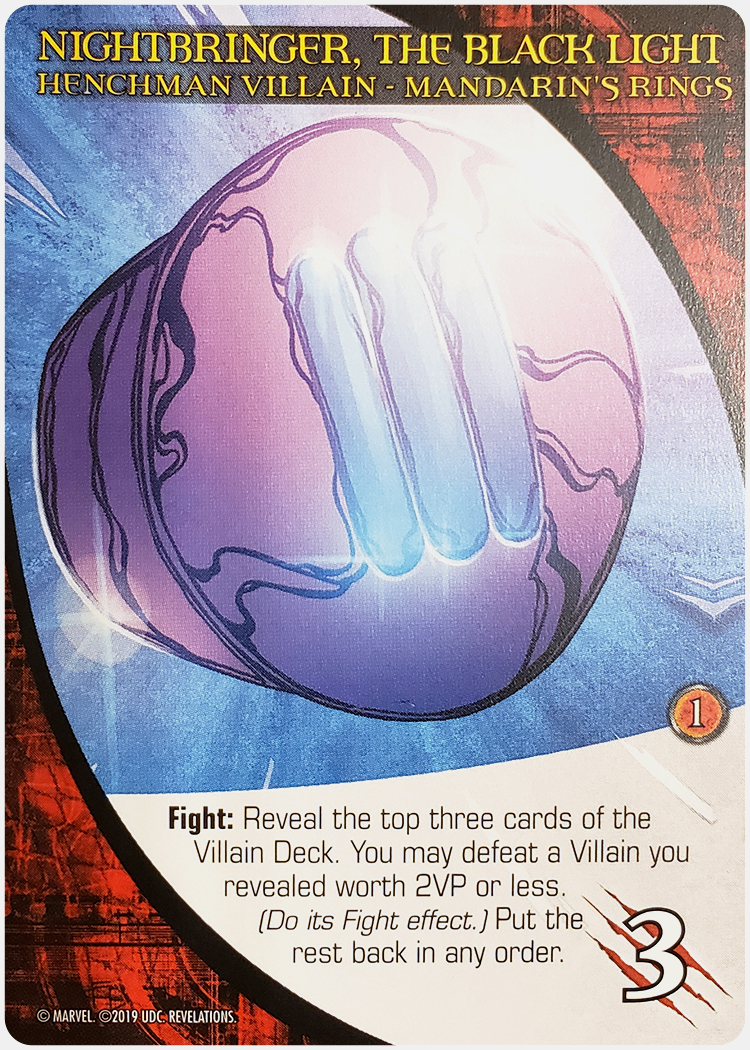 NIGHTBRINGER, THE BLACK LIGHT
HENCHMAN VILLAIN - MANDARIN'S RINGS
1
Fight: Reveal the top three cards of the
Villain Deck. You may defeat a Villain you
revealed worth 2VP or less.
(Do its Fight effect.) Put the
rest back in any order.
3
© MARVEL. ©2019 UDC. REVELATIONS.